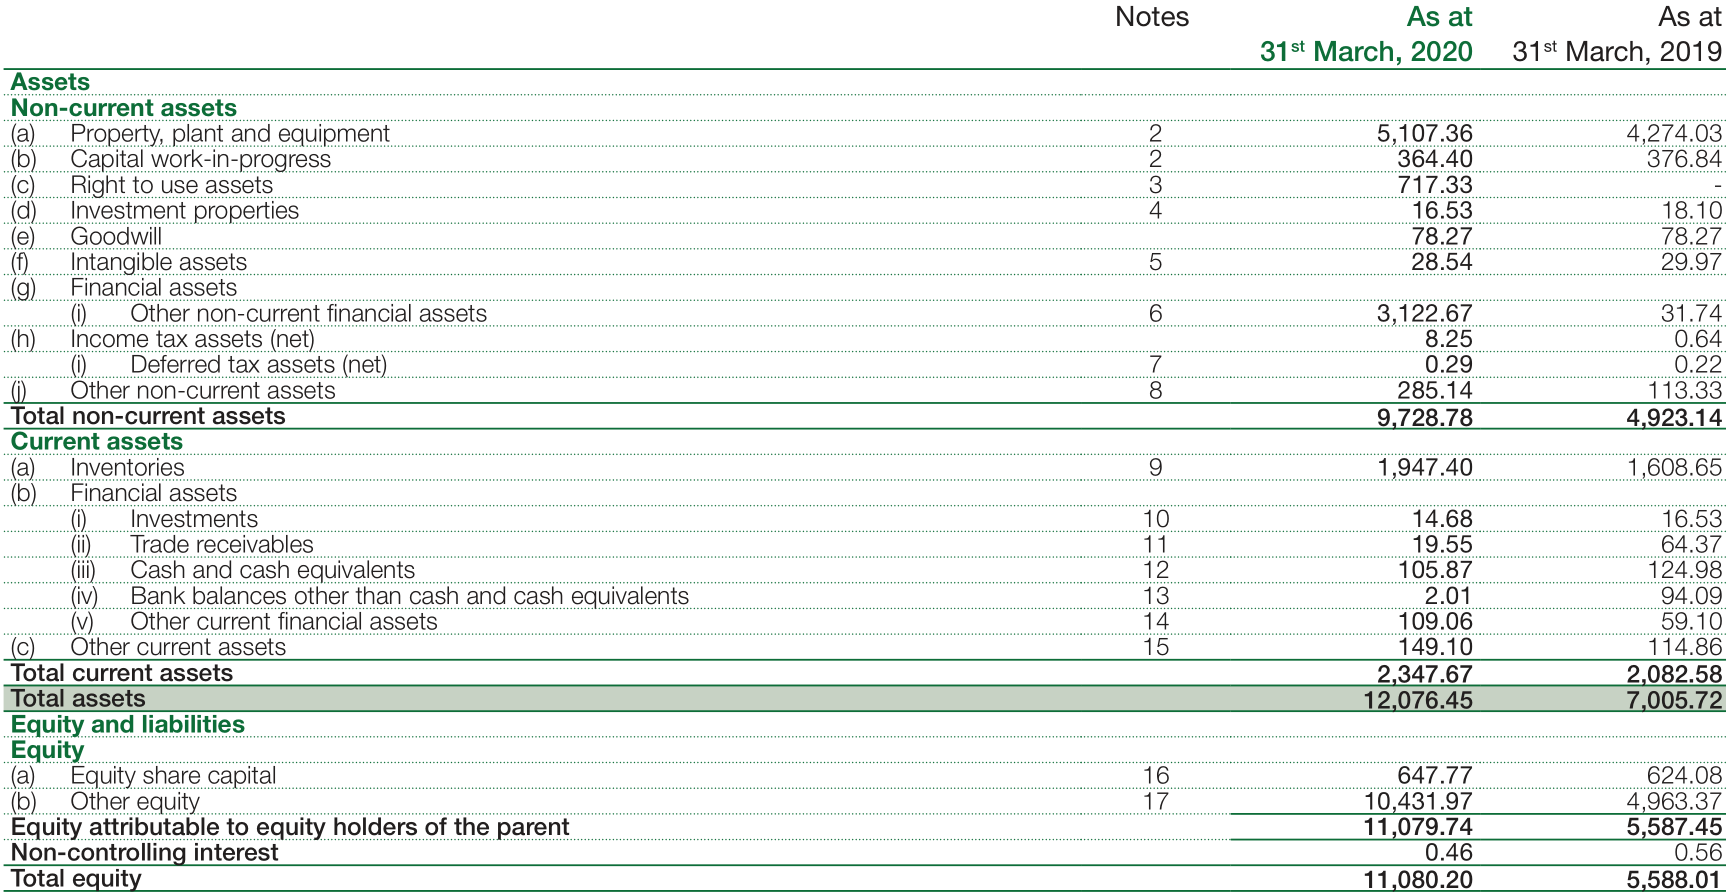 Notes As at As at
31st March, 2020 31st March, 2019
Assets
Non-current assets
(a) Property, plant and equipment 2 5,107.36 4,274.03
(b) Capital work-in-progress 2 364.40 376.84
(c) Right to use assets 3 717.33 -
(d) Investment properties 4 16.53 18.10
(e) Goodwill 78.27 78.27
(f) Intangible assets 5 28.54 29.97
(g) Financial assets
(i) Other non-current financial assets 6 3,122.67 31.74
(h) Income tax assets (net) 8.25 0.64
(i) Deferred tax assets (net) 7 0.29 0.22
(j) Other non-current assets 8 285.14 113.33
Total non-current assets 9,728.78 4,923.14
Current assets
(a) Inventories 9 1,947.40 1,608.65
(b) Financial assets
(i) Investments 10 14.68 16.53
(ii) Trade receivables 11 19.55 64.37
(iii) Cash and cash equivalents 12 105.87 124.98
(iv) Bank balances other than cash and cash equivalents 13 2.01 94.09
(v) Other current financial assets 14 109.06 59.10
(c) Other current assets 15 149.10 114.86
Total current assets 2,347.67 2,082.58
Total assets 12,076.45 7,005.72
Equity and liabilities
Equity
(a) Equity share capital 16 647.77 624.08
(b) Other equity 17 10,431.97 4,963.37
Equity attributable to equity holders of the parent 11,079.74 5,587.45
Non-controlling interest 0.46 0.56
Total equity 11,080.20 5,588.01